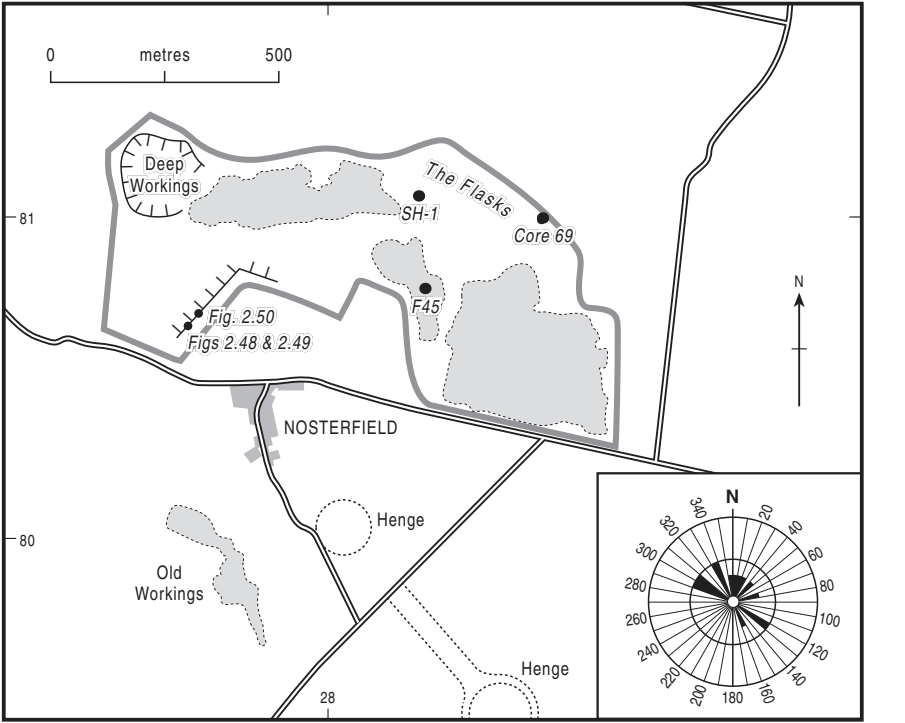 0 metres 500
Deep
Workings
The Flasks
SH-1
Core 69
81
F45
Fig. 2.50
Figs 2.48 & 2.49
N
NOSTERFIELD
Henge
80
Old
Workings
Henge
28
N
20
40
60
80
100
120
140
160
180
200
220
240
260
280
300
320
340